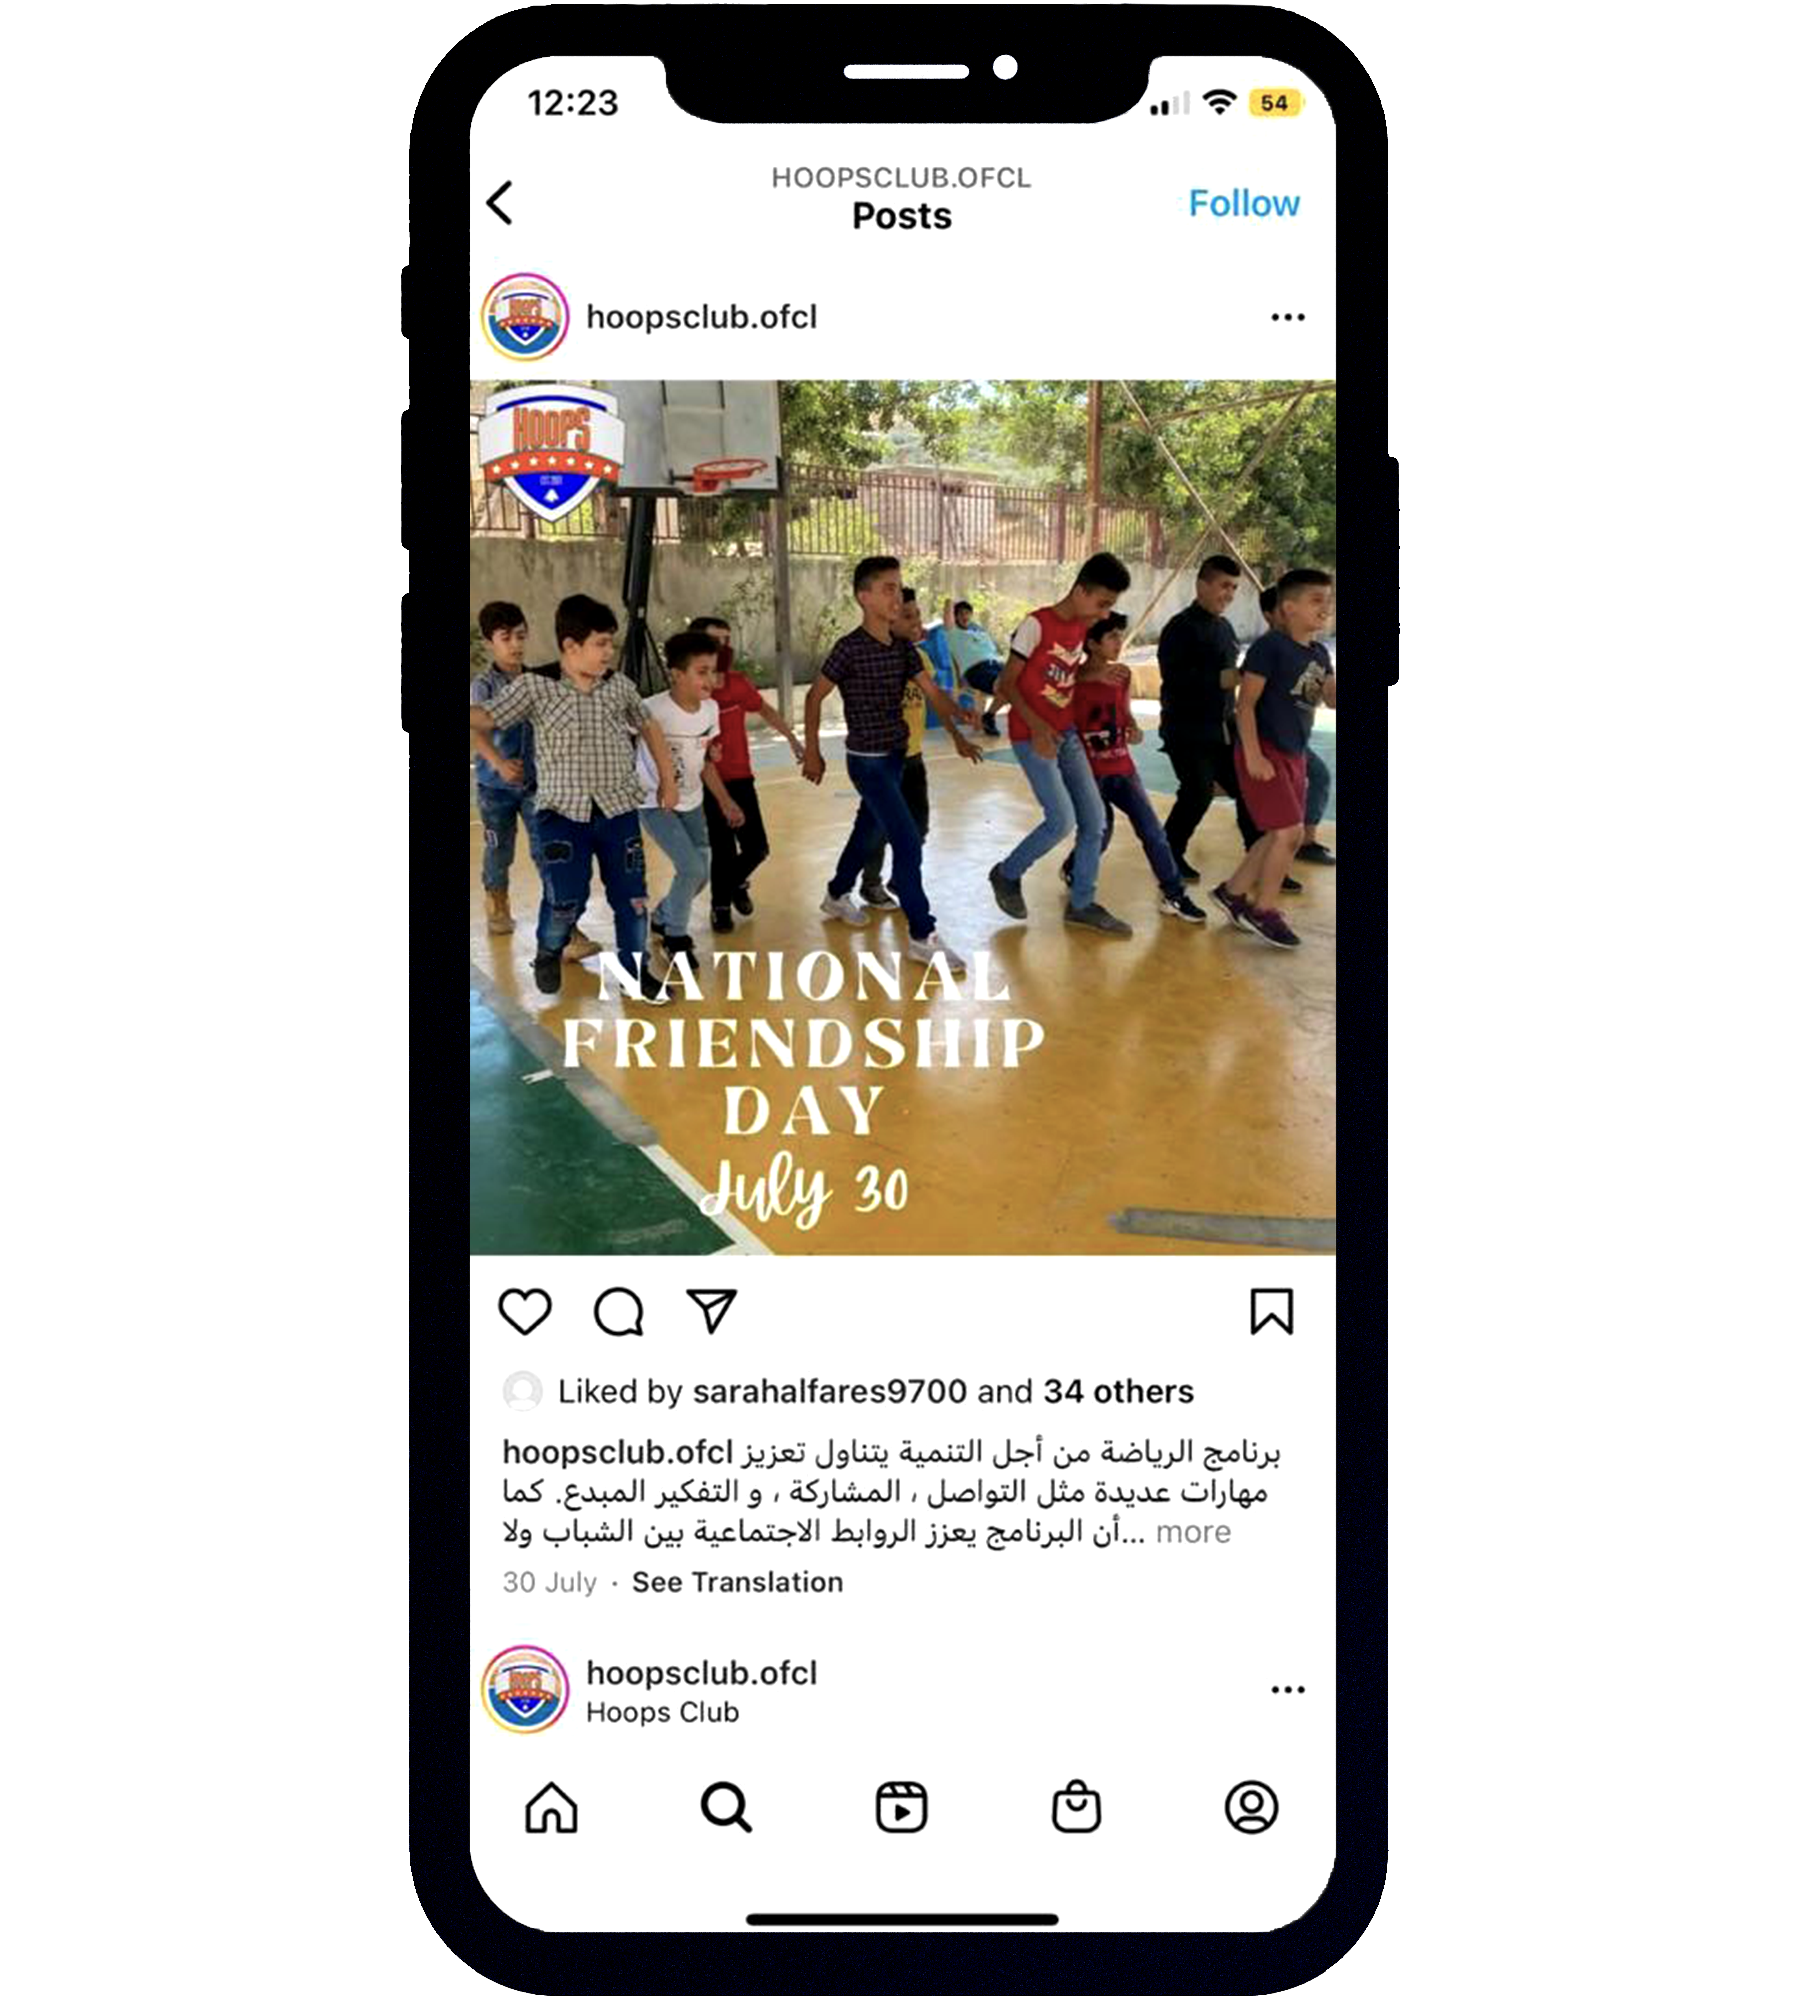 12:23
54
HOOPSCLUB.OFCL
Posts
Follow
hoopsclub.ofcl
HOOPS
NATIONAL
FRIENDSHIP
DAY
July 30
Liked by sarahalfares9700 and 34 others
hoopsclub.ofcl برنامج الرياضة من أجل التنمية يتناول تعزيز
مهارات عديدة مثل التواصل ، المشاركة ، و التفكير المبدع. كما
أن البرنامج يعزز الروابط الاجتماعية بين الشباب ولا... more
30 July · See Translation
hoopsclub.ofcl
Hoops Club